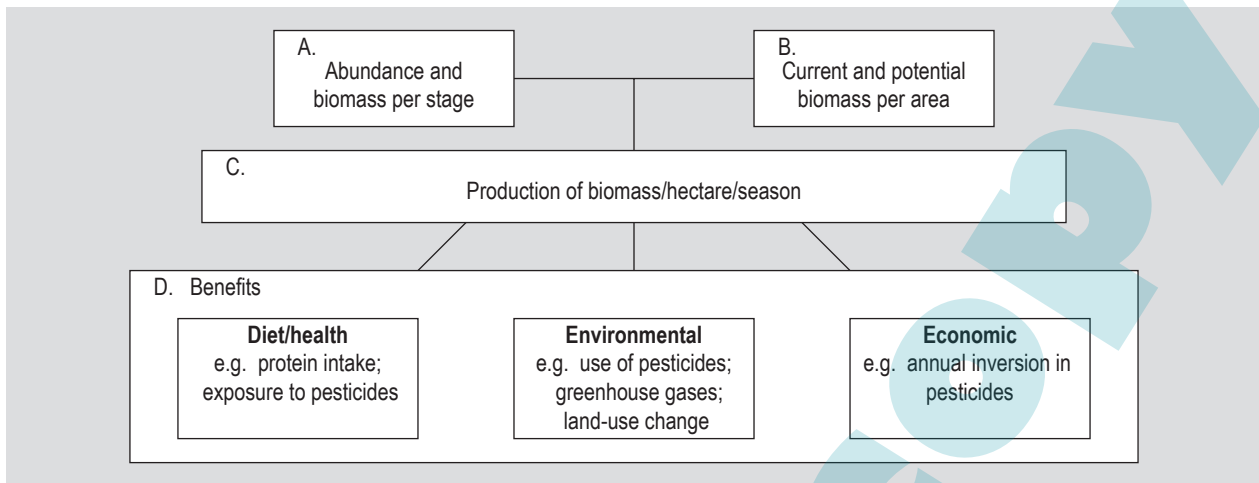 A.
Abundance and
biomass per stage
B.
Current and potential
biomass per area
C.
Production of biomass/hectare/season
D. Benefits
Diet/health
e.g. protein intake;
exposure to pesticides
Environmental
e.g. use of pesticides;
greenhouse gases;
land-use change
Economic
e.g. annual inversion in
pesticides
opy